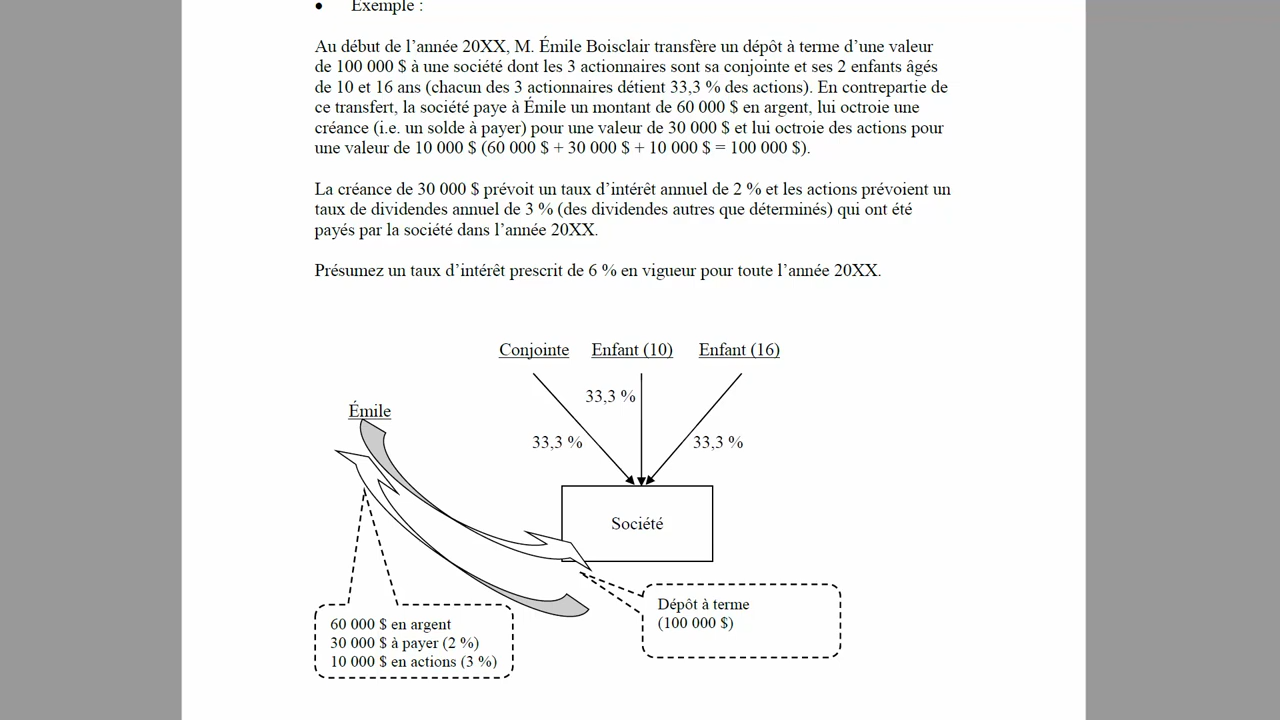 • Exemple :
Au début de l'année 20XX, M. Émile Boisclair transfère un dépôt à terme d'une valeur
de 100 000 $ à une société dont les 3 actionnaires sont sa conjointe et ses 2 enfants âgés
de 10 et 16 ans (chacun des 3 actionnaires détient 33,3 % des actions). En contrepartie de
ce transfert, la société paye à Émile un montant de 60 000 $ en argent, lui octroie une
créance (i.e. un solde à payer) pour une valeur de 30 000 $ et lui octroie des actions pour
une valeur de 10 000 $ (60 000 $ + 30 000 $ + 10 000 $ = 100 000 $).
La créance de 30 000 $ prévoit un taux d'intérêt annuel de 2 % et les actions prévoient un
taux de dividendes annuel de 3 % (des dividendes autres que déterminés) qui ont été
payés par la société dans l'année 20XX.
Présumez un taux d'intérêt prescrit de 6 % en vigueur pour toute l'année 20XX.
Conjointe Enfant (10) Enfant (16)
33,3 %
Émile
33,3 % 33,3 %
Société
Dépôt à terme
(100 000 $)
60 000 $ en argent
30 000 $ à payer (2 %)
10 000 $ en actions (3 %)